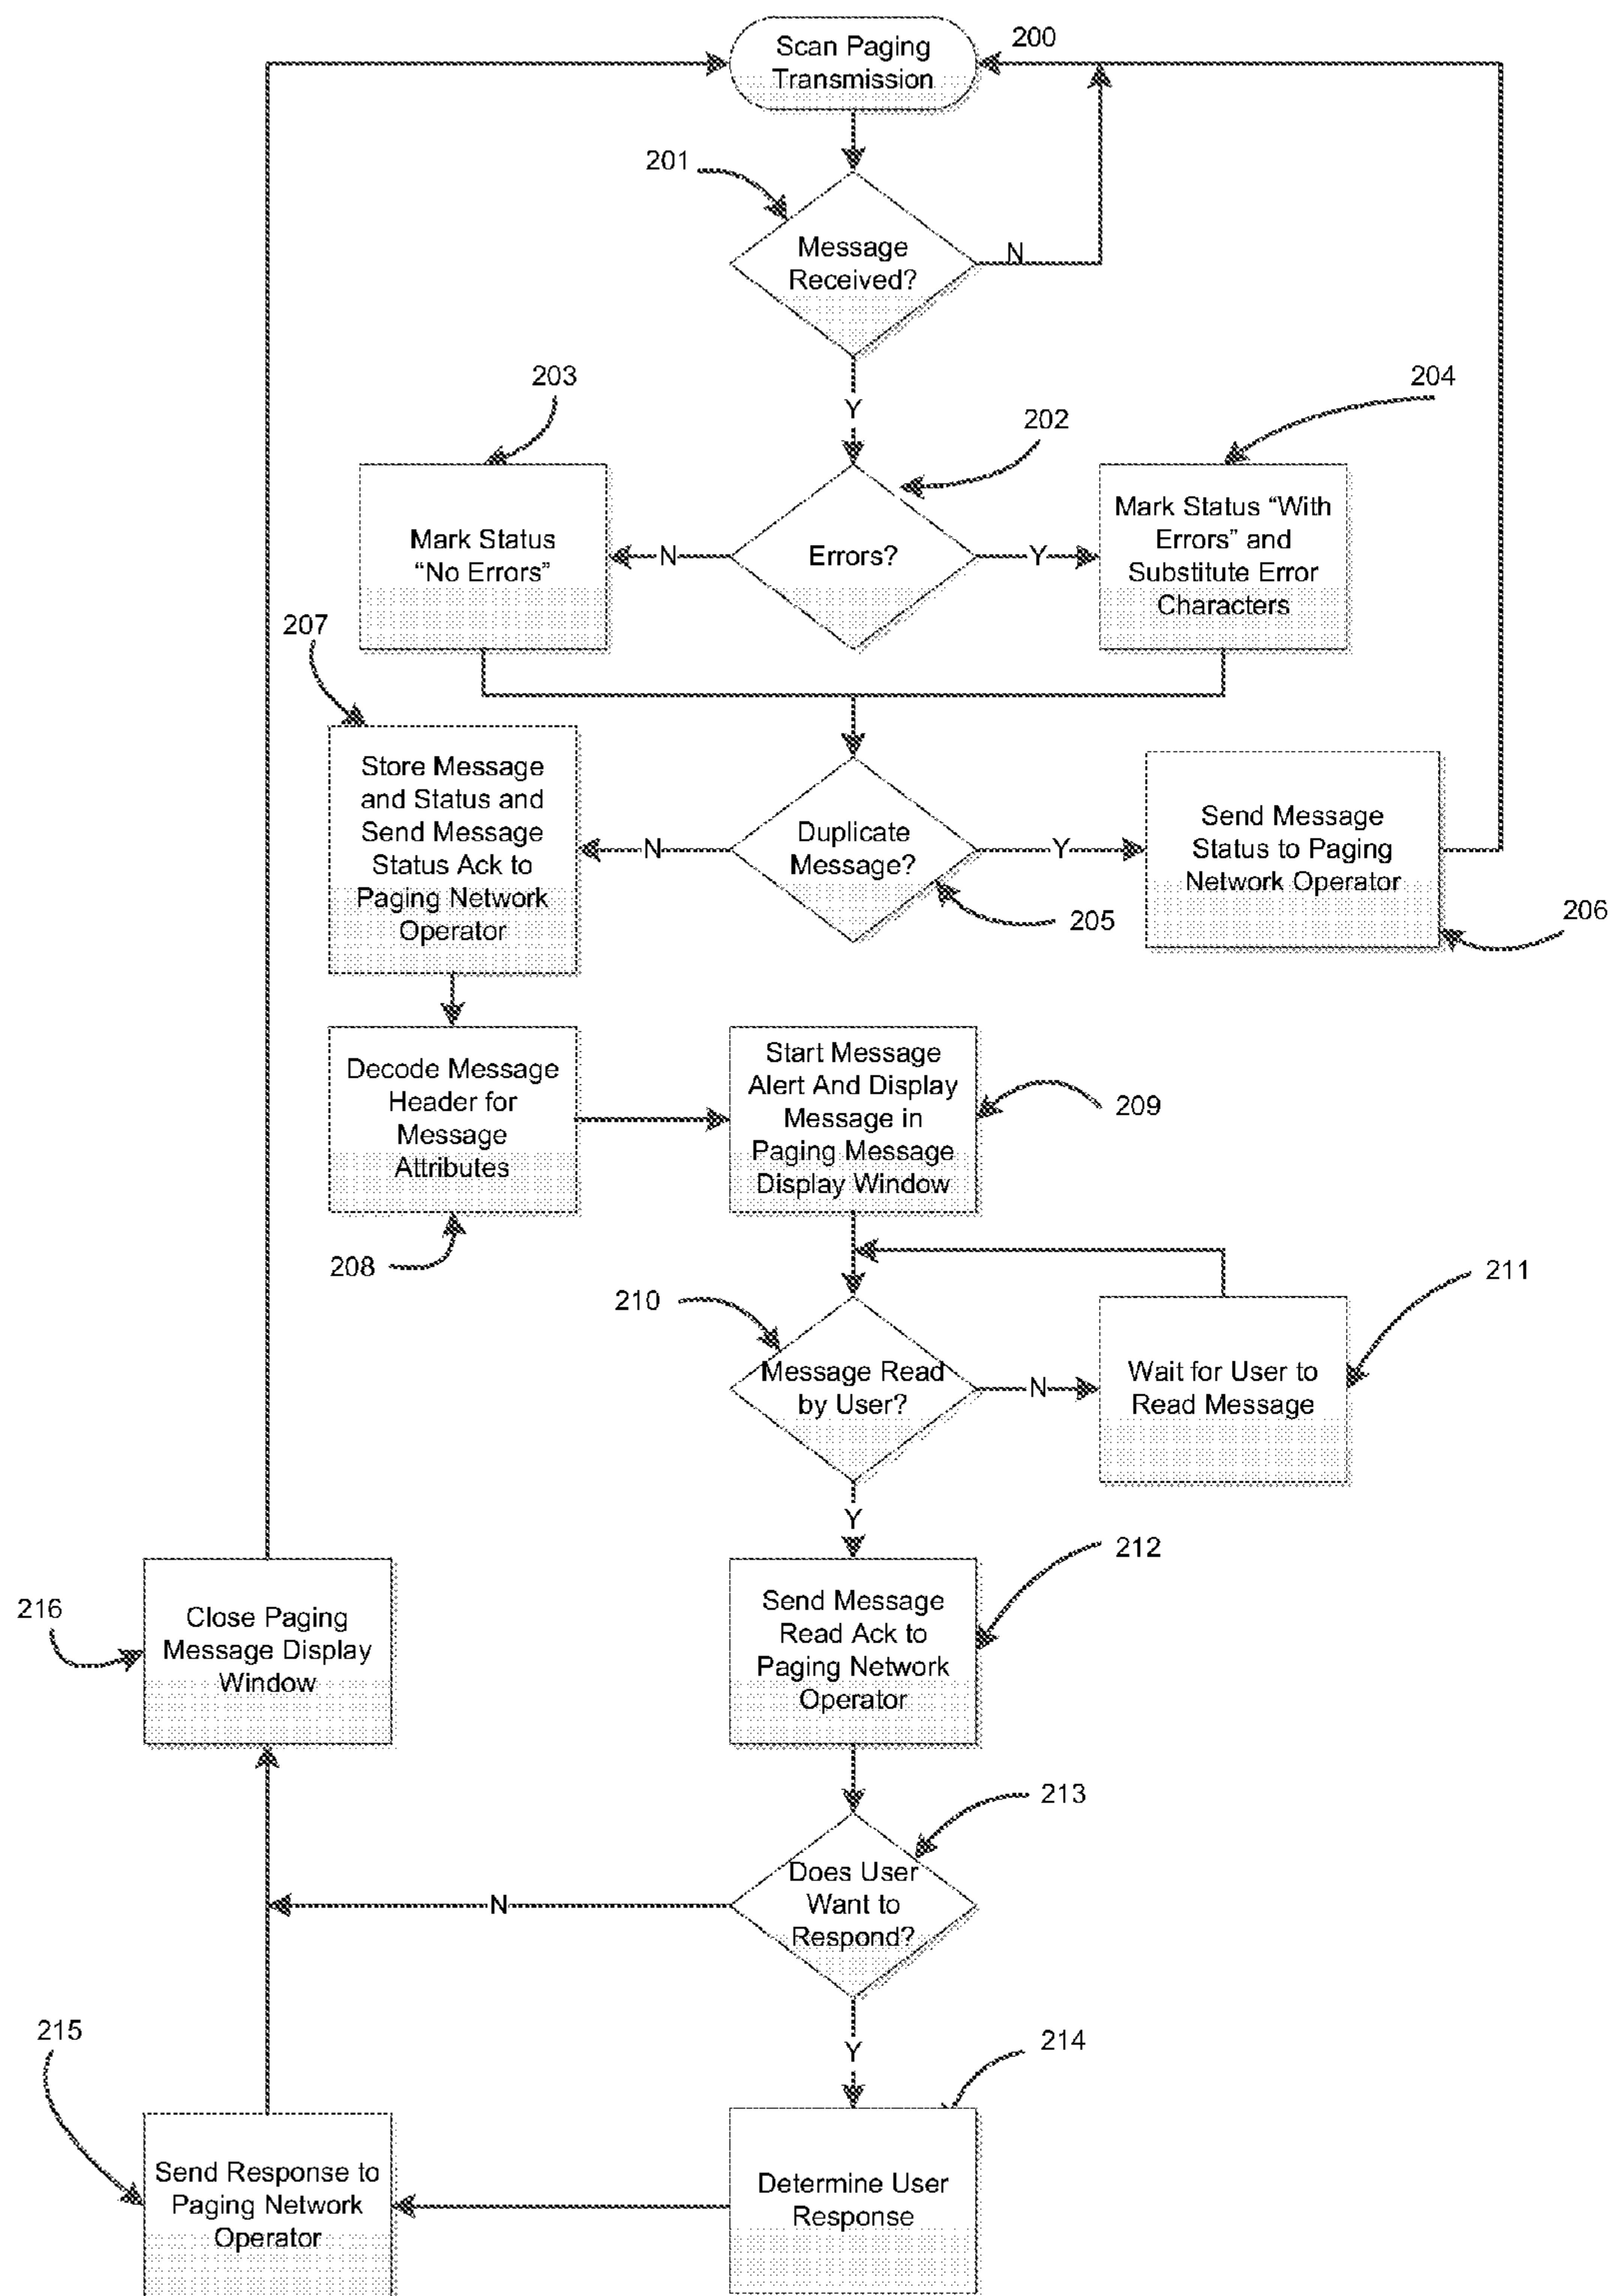 Scan Paging
Transmission
200
201
Message
Received?
N
Y
203
204
202
Mark Status
“No Errors”
N
Errors?
Y
Mark Status “With
Errors” and
Substitute Error
Characters
207
Store Message
and Status and
Send Message
Status Ack to
Paging Network
Operator
N
Duplicate
Message?
Y
Send Message
Status to Paging
Network Operator
205
206
Decode Message
Header for
Message
Attributes
Start Message
Alert And Display
Message in
Paging Message
Display Window
209
208
210
211
Message Read
by User?
N
Wait for User to
Read Message
Y
212
216
Close Paging
Message Display
Window
Send Message
Read Ack to
Paging Network
Operator
213
Does User
Want to
Respond?
N
Y
215
214
Send Response to
Paging Network
Operator
Determine User
Response